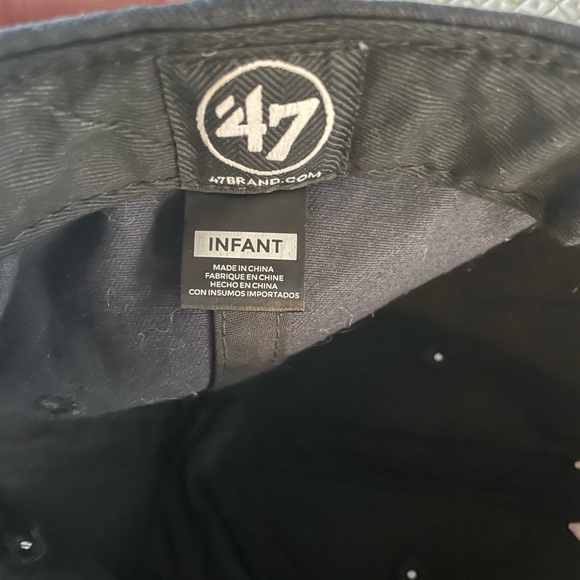 '47
47BRAND.COM
INFANT
MADE IN CHINA
FABRIQUE EN CHINE
HECHO EN CHINA
CON INSUMOS IMPORTADOS